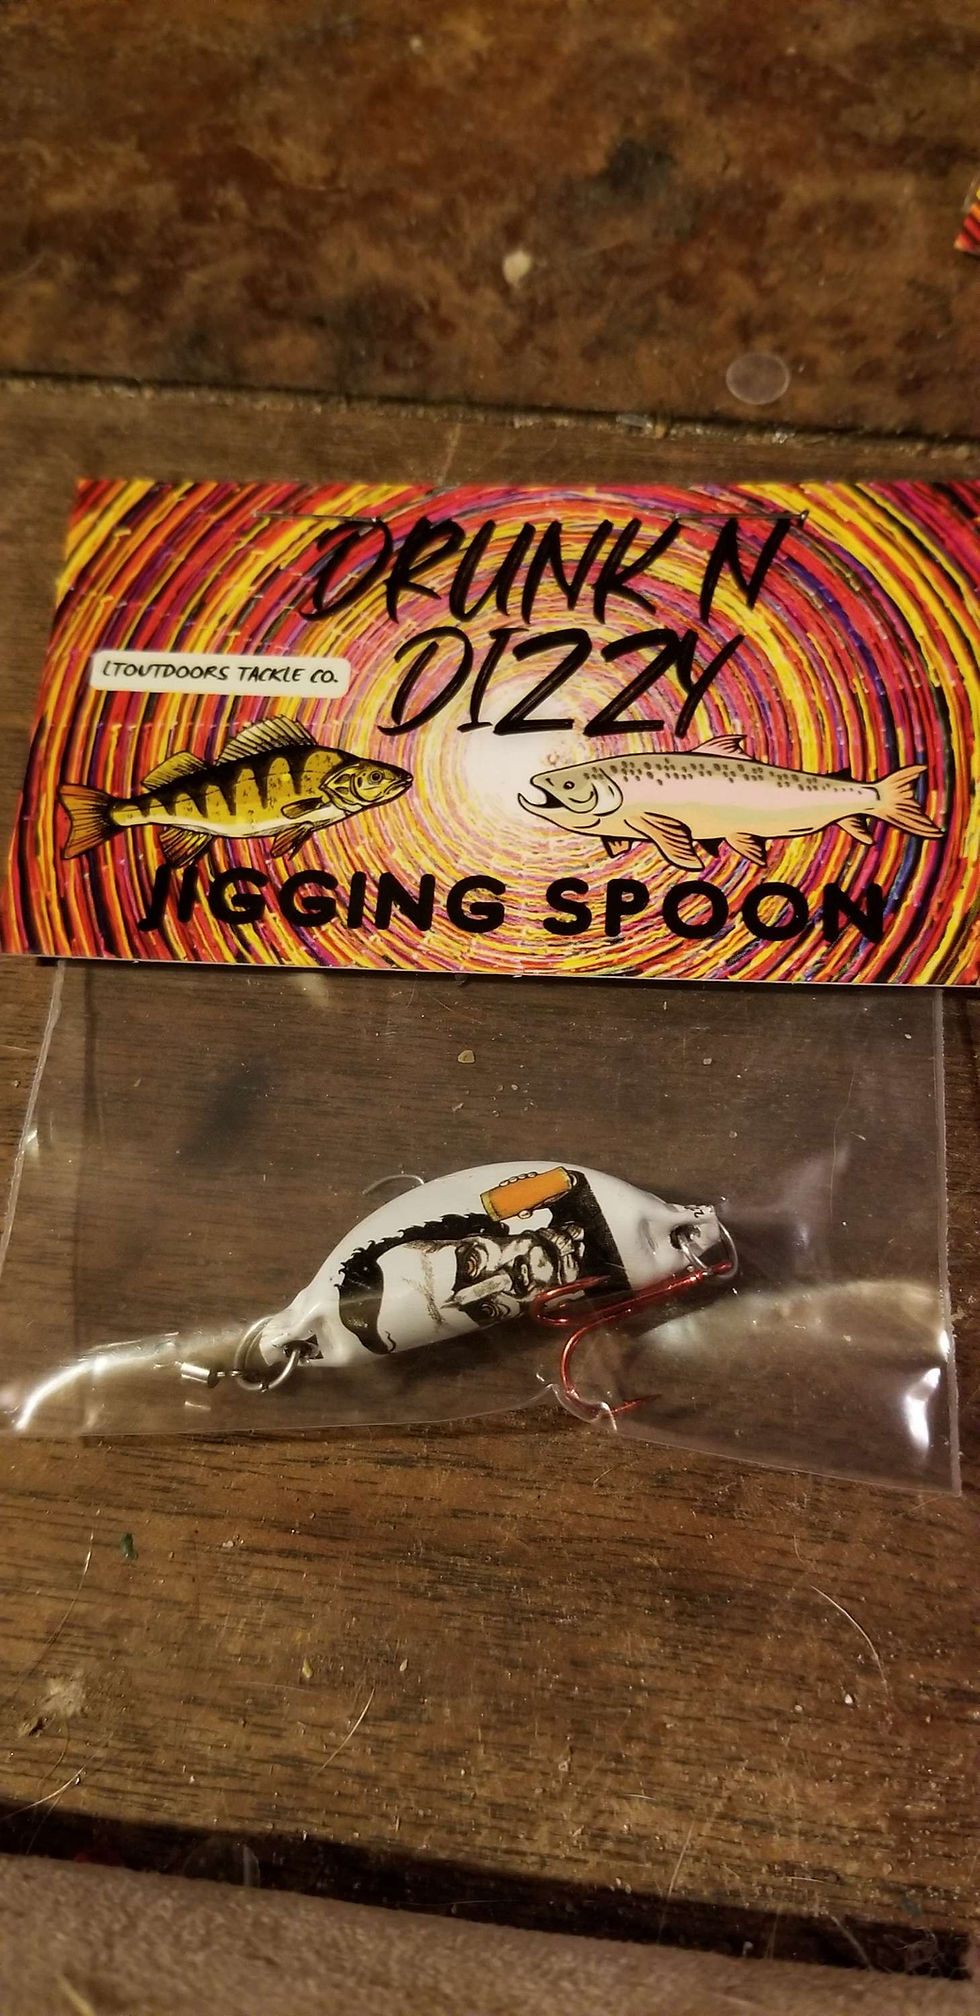 DRUNK N
DIZZY
LTOUTDOORS TACKLE CO.
JIGGING SPOON